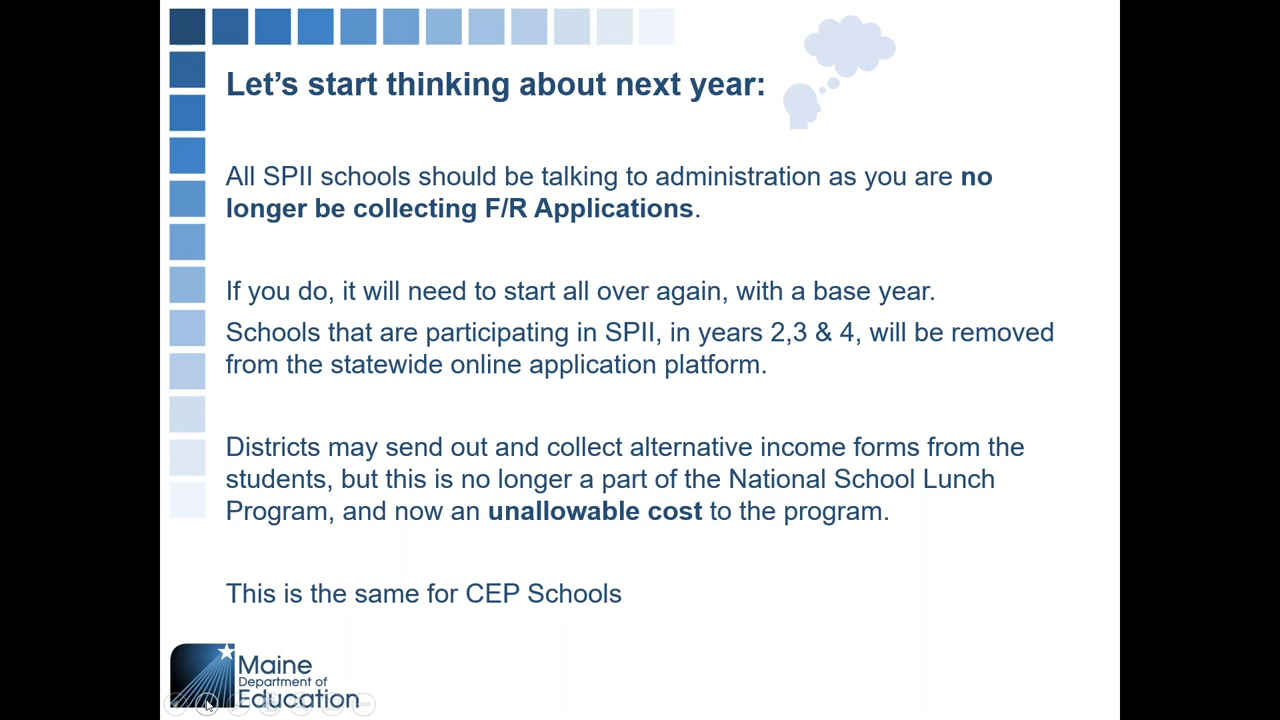 Let’s start thinking about next year:
All SPII schools should be talking to administration as you are no
longer be collecting F/R Applications.
If you do, it will need to start all over again, with a base year.
Schools that are participating in SPII, in years 2,3 & 4, will be removed
from the statewide online application platform.
Districts may send out and collect alternative income forms from the
students, but this is no longer a part of the National School Lunch
Program, and now an unallowable cost to the program.
This is the same for CEP Schools
Maine
Department of
Education